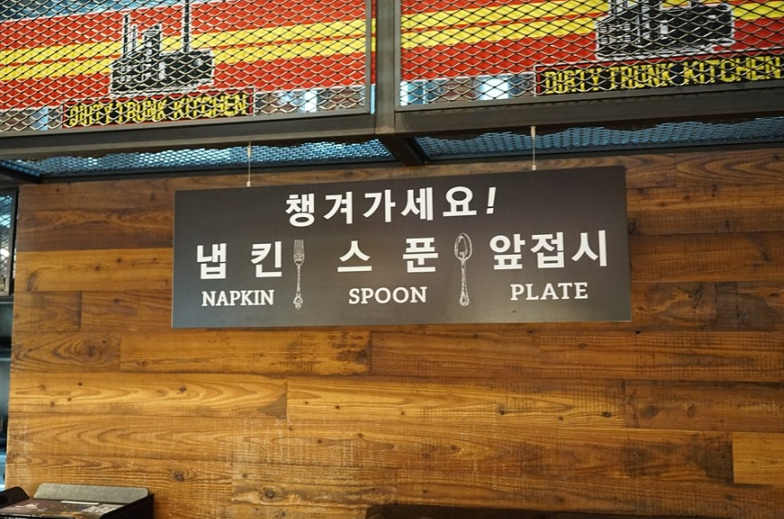 DIRTY TRUNK KITCHEN
DIRTY TRUNK KITCHEN
챙겨가세요!
냅킨 스푼 앞접시
NAPKIN SPOON PLATE